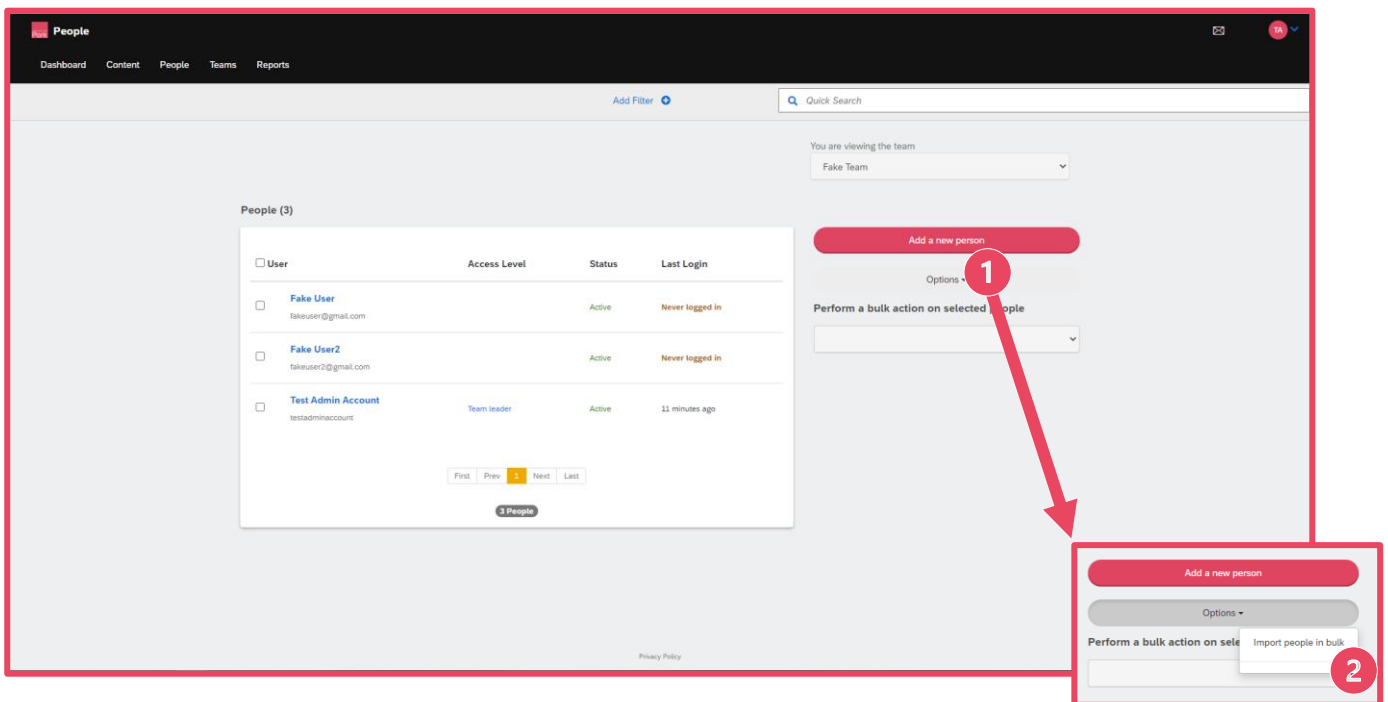 People
TA
Dashboard Content People Teams Reports
Add Filter
Quick Search
You are viewing the team
Fake Team
People (3)
Add a new person
User Access Level Status Last Login
Options
1
Fake User Active Never logged in
fakeuser@gmail.com
Perform a bulk action on selected people
Fake User2 Active Never logged in
fakeuser2@gmail.com
Test Admin Account Team leader Active 11 minutes ago
testadminaccount
First Prev 1 Next Last
3 People
Add a new person
Options
Perform a bulk action on sele
Import people in bulk
2
Privacy Policy